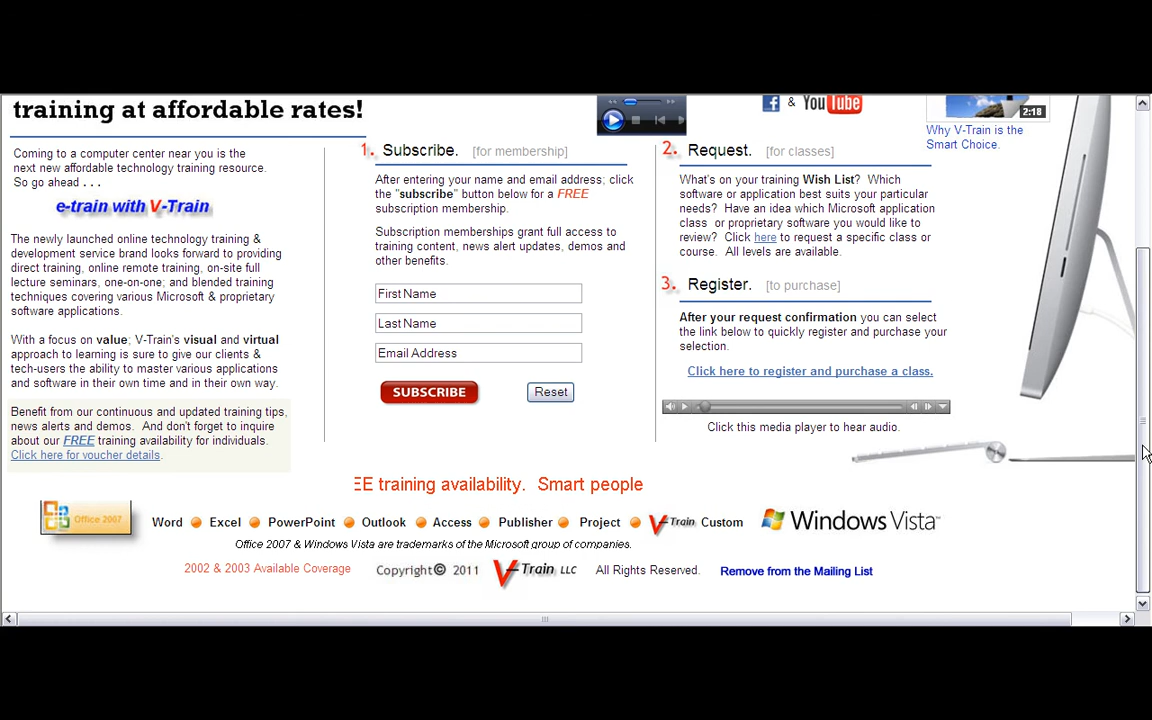 training at affordable rates!
& You Tube
2:18
Why V-Train is the
Smart Choice.
Coming to a computer center near you is the
next new affordable technology training resource.
So go ahead . . .
e-train with V-Train
The newly launched online technology training &
development service brand looks forward to providing
direct training, online remote training, on-site full
lecture seminars, one-on-one; and blended training
techniques covering various Microsoft & proprietary
software applications.
With a focus on value; V-Train's visual and virtual
approach to learning is sure to give our clients &
tech-users the ability to master various applications
and software in their own time and in their own way.
Benefit from our continuous and updated training tips,
news alerts and demos. And don't forget to inquire
about our FREE training availability for individuals.
Click here for voucher details.
1. Subscribe. [for membership]
After entering your name and email address; click
the "subscribe" button below for a FREE
subscription membership.
Subscription memberships grant full access to
training content, news alert updates, demos and
other benefits.
First Name
Last Name
Email Address
SUBSCRIBE Reset
2. Request. [for classes]
What's on your training Wish List? Which
software or application best suits your particular
needs? Have an idea which Microsoft application
class or proprietary software you would like to
review? Click here to request a specific class or
course. All levels are available.
3. Register. [to purchase]
After your request confirmation you can select
the link below to quickly register and purchase your
selection.
Click here to register and purchase a class.
Click this media player to hear audio.
EE training availability. Smart people
Office 2007 Word Excel PowerPoint Outlook Access Publisher Project V-Train Custom Windows Vista
Office 2007 & Windows Vista are trademarks of the Microsoft group of companies.
2002 & 2003 Available Coverage Copyright© 2011 V-Train LLC All Rights Reserved. Remove from the Mailing List